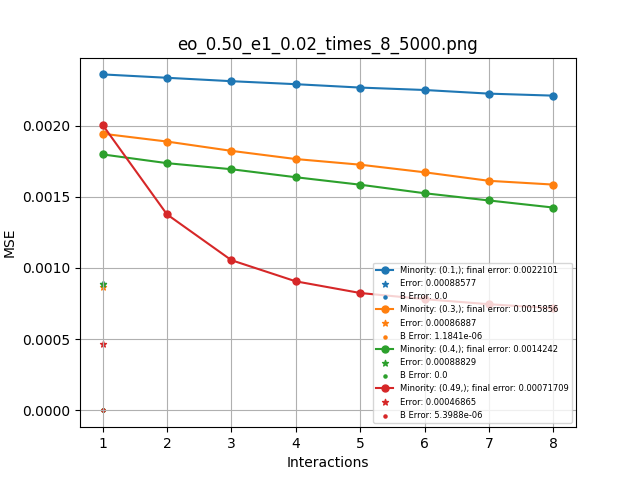 eo_0.50_e1_0.02_times_8_5000.png
MSE
0.0020
0.0015
0.0010
0.0005
0.0000
Minority: (0.1,); final error: 0.0022101
Error: 0.00088577
B Error: 0.0
Minority: (0.3,); final error: 0.0015856
Error: 0.00086887
B Error: 1.1841e-06
Minority: (0.4,); final error: 0.0014242
Error: 0.00088829
B Error: 0.0
Minority: (0.49,); final error: 0.00071709
Error: 0.00046865
B Error: 5.3988e-06
1 2 3 4 5 6 7 8
Interactions